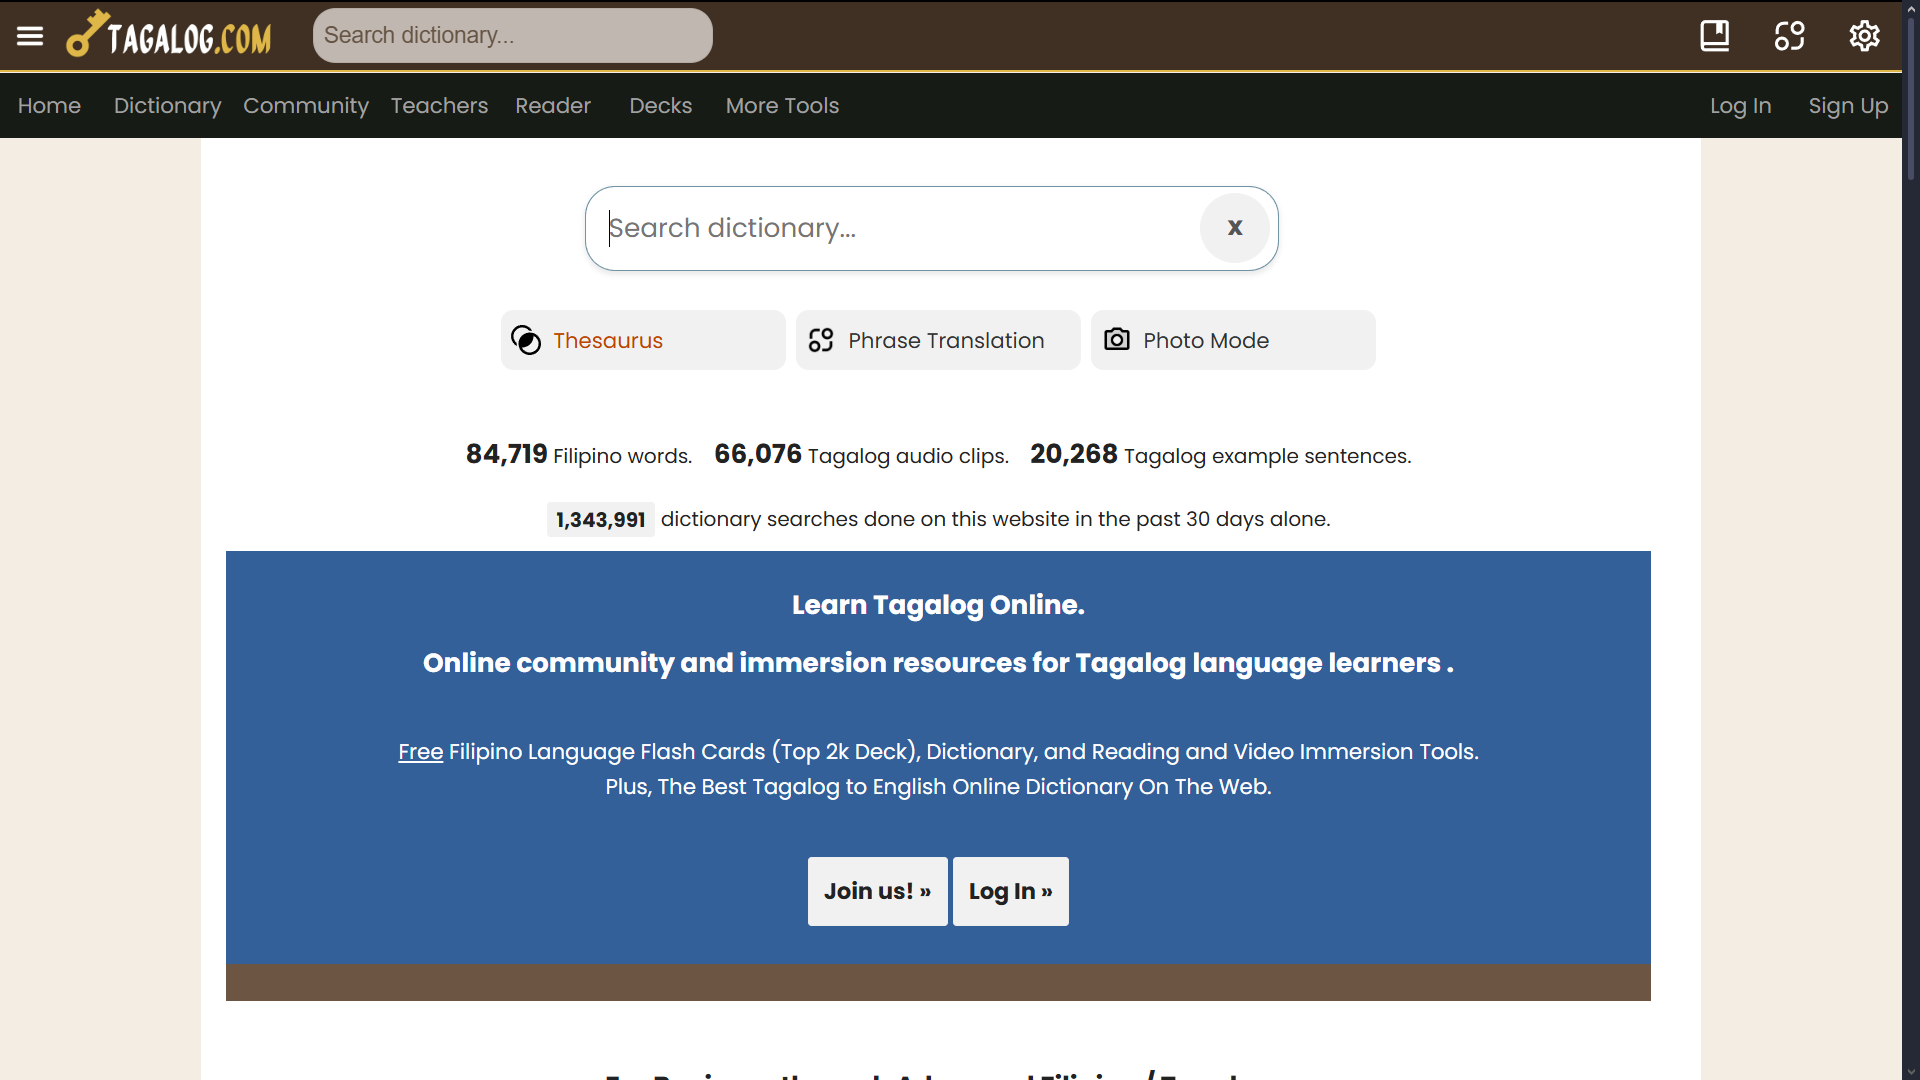 TAGALOG.COM
Search dictionary...
Home Dictionary Community Teachers Reader Decks More Tools Log In Sign Up
Search dictionary...
x
Thesaurus Phrase Translation Photo Mode
84,719 Filipino words. 66,076 Tagalog audio clips. 20,268 Tagalog example sentences.
1,343,991 dictionary searches done on this website in the past 30 days alone.
Learn Tagalog Online.
Online community and immersion resources for Tagalog language learners .
Free Filipino Language Flash Cards (Top 2k Deck), Dictionary, and Reading and Video Immersion Tools.
Plus, The Best Tagalog to English Online Dictionary On The Web.
Join us! » Log In »